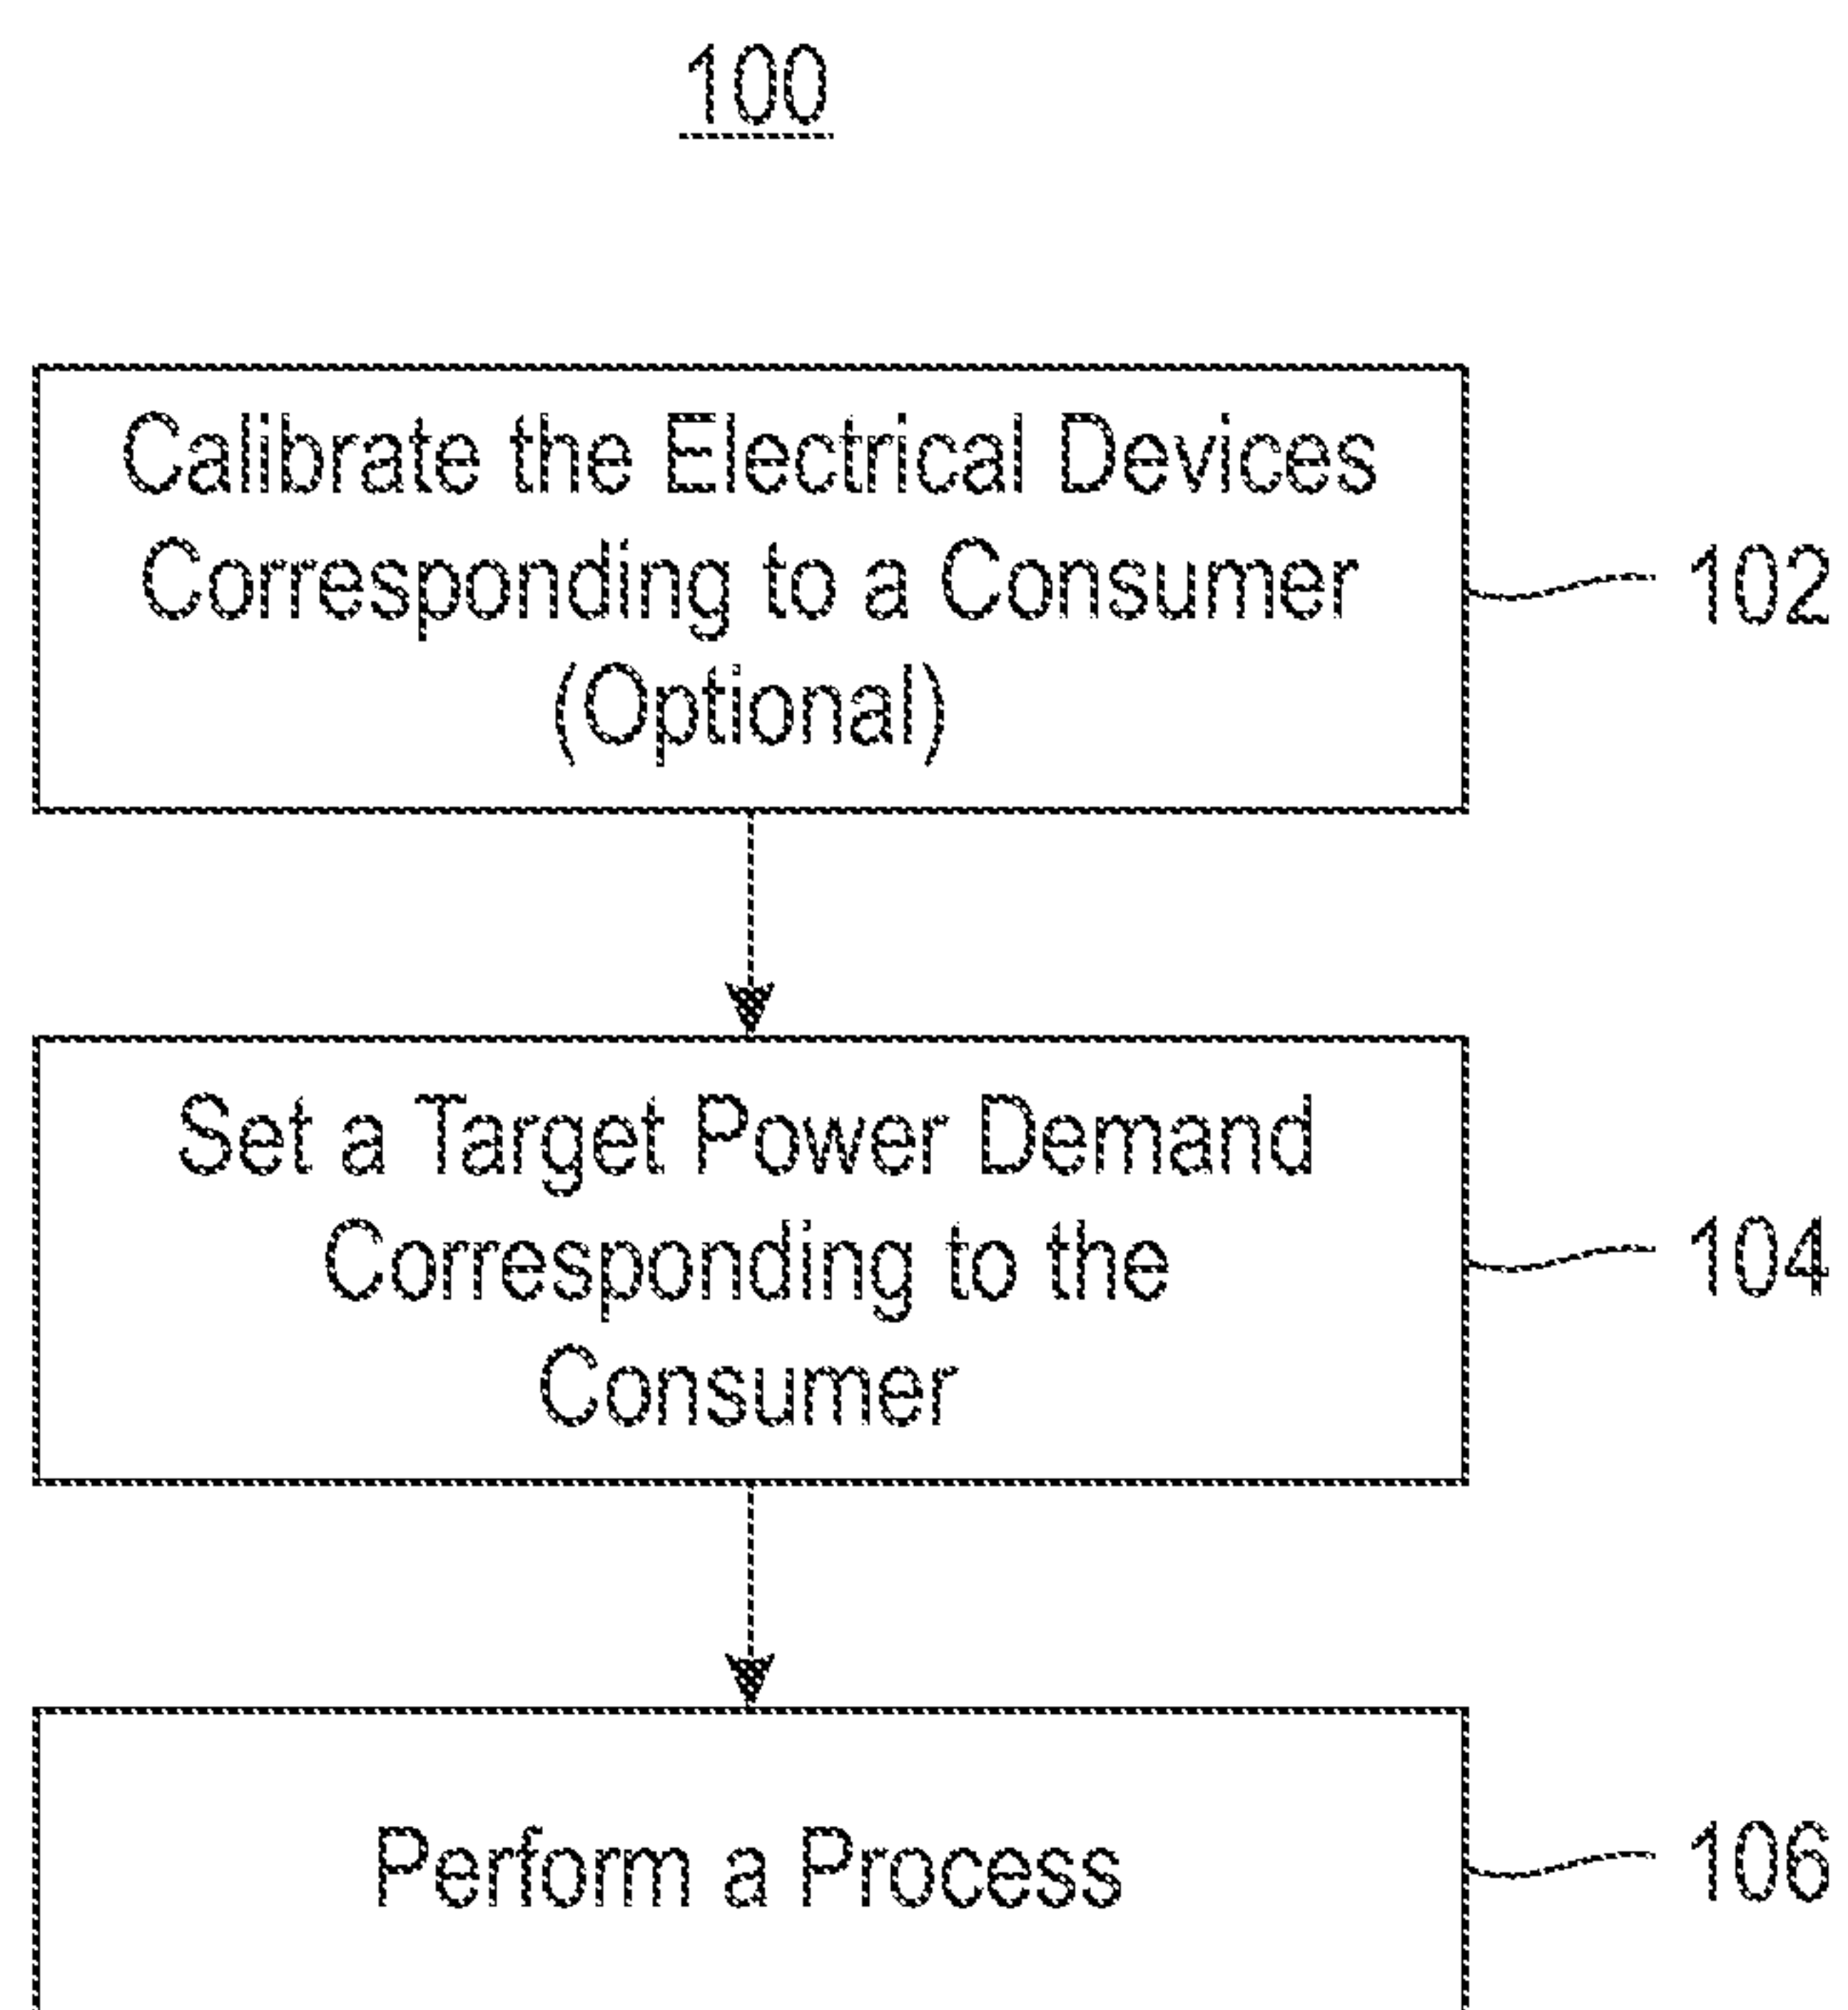 100
Calibrate the Electrical Devices
Corresponding to a Consumer
(Optional)
102
Set a Target Power Demand
Corresponding to the
Consumer
104
Perform a Process
106